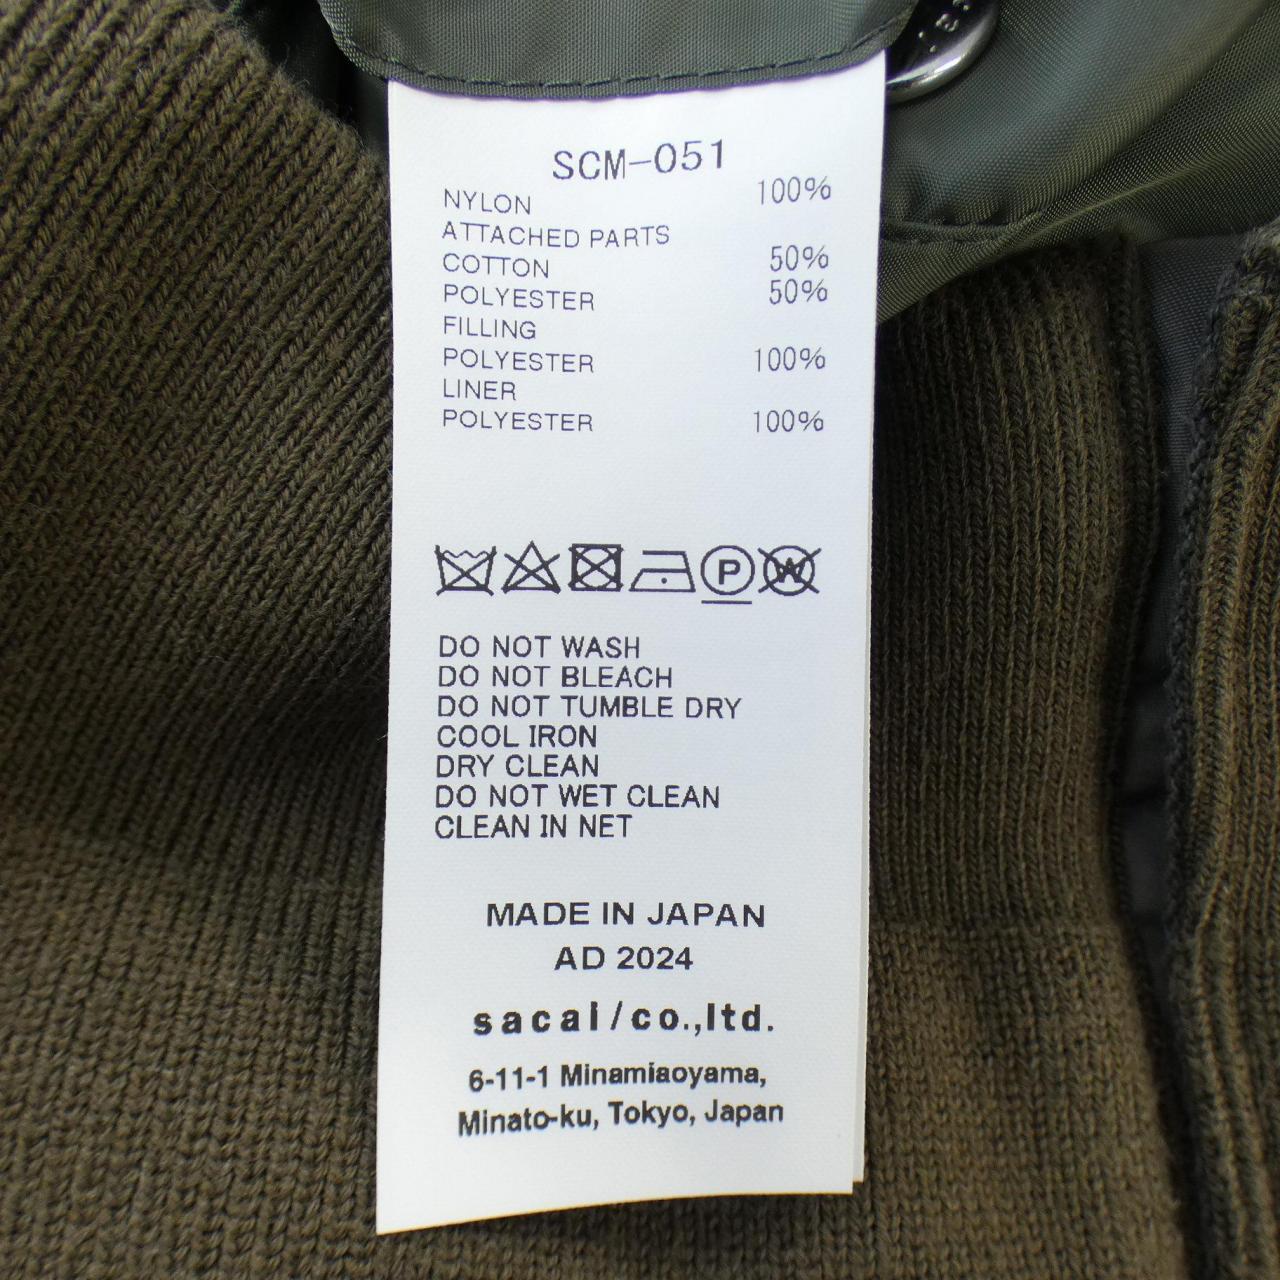 SCM-051
NYLON 100%
ATTACHED PARTS
COTTON 50%
POLYESTER 50%
FILLING
POLYESTER 100%
LINER
POLYESTER 100%
P W
DO NOT WASH
DO NOT BLEACH
DO NOT TUMBLE DRY
COOL IRON
DRY CLEAN
DO NOT WET CLEAN
CLEAN IN NET
MADE IN JAPAN
AD 2024
sacai/co.,ltd.
6-11-1 Minamiaoyama,
Minato-ku, Tokyo, Japan